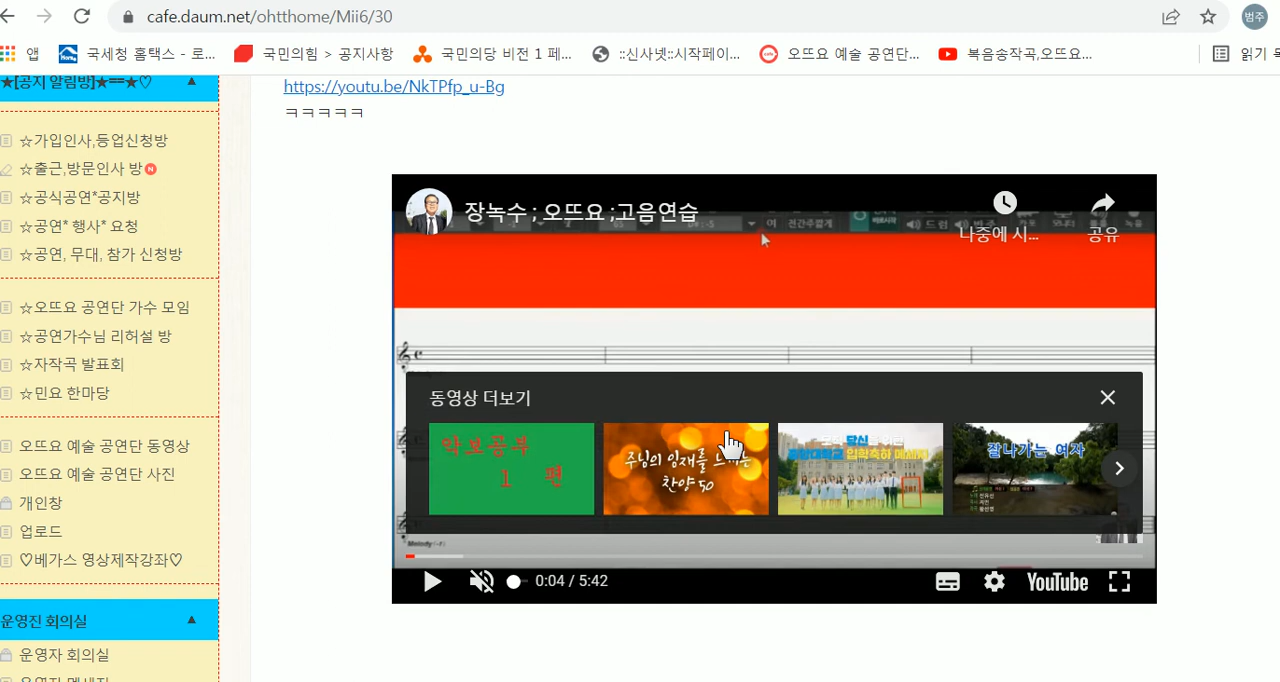 cafe.daum.net/ohtthome/Mii6/30
범주
앱
국세청 홈택스 - 로...
국민의힘 > 공지사항
국민의당 비전 1 페...
::신사넷::시작페이...
오뜨요 예술 공연단...
복음송작곡,오뜨요...
읽기
★[공지 알림방]★==★♡
☆가입인사,등업신청방
☆출근,방문인사 방
N
☆공식공연*공지방
☆공연* 행사* 요청
☆공연, 무대, 참가 신청방
☆오뜨요 공연단 가수 모임
☆공연가수님 리허설 방
☆자작곡 발표회
☆민요 한마당
오뜨요 예술 공연단 동영상
오뜨요 예술 공연단 사진
개인창
업로드
♡베가스 영상제작강좌♡
운영진 회의실
운영자 회의실
https://youtu.be/NkTPfp_u-Bg
ㅋㅋㅋㅋㅋ
장녹수 ; 오뜨요 ;고음연습
나중에 시...
공유
전간주짧게
드럼
동영상 더보기
악보공부
1 편
주님의 임재를
찬양 50
당신
입학축하 메시지
잘나가는 여자
Melody
0:04 / 5:42
YouTube